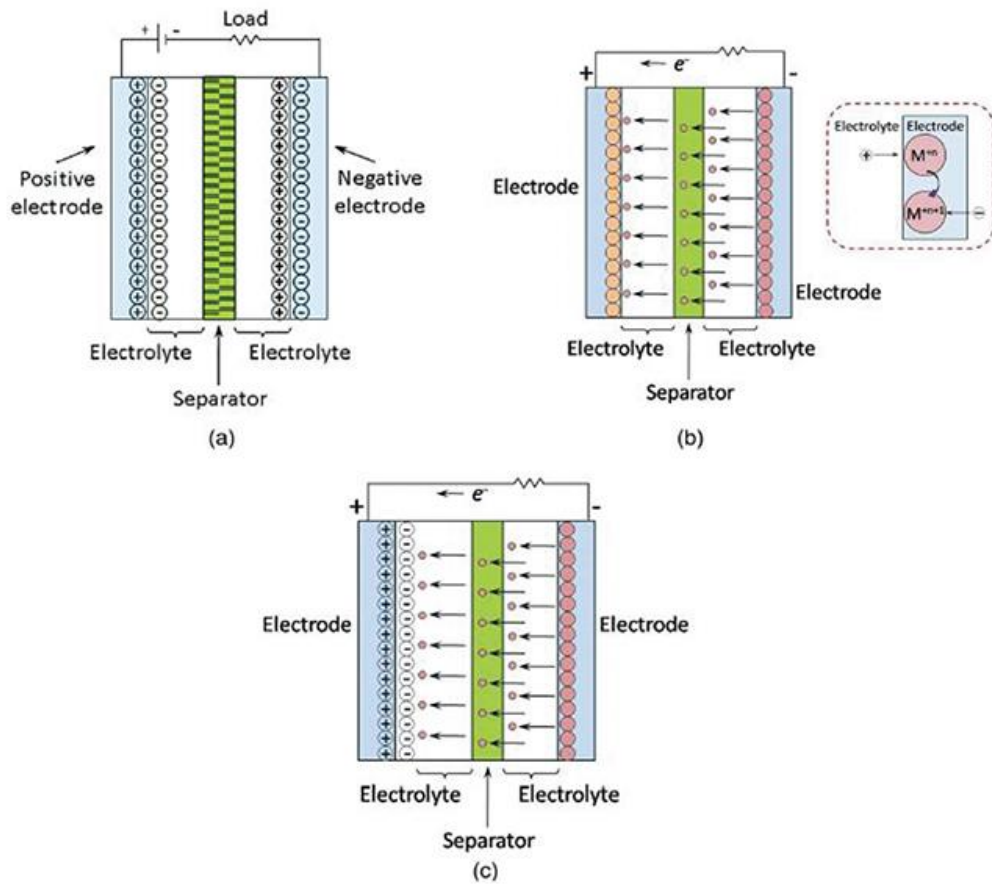 + - Load
Positive
electrode
Negative
electrode
Electrolyte Electrolyte
Separator
(a)
+ e⁻ -
Electrode
Electrode
Electrolyte Electrolyte
Separator
(b)
Electrolyte Electrode
+ M⁺ⁿ
M⁺ⁿ⁺¹ -
+ e⁻ -
Electrode Electrode
Electrolyte Electrolyte
Separator
(c)